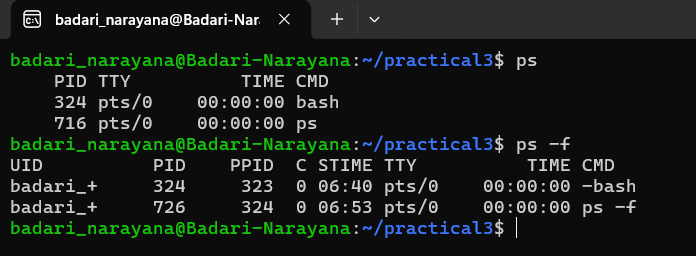 badari_narayana@Badari-Nara
badari_narayana@Badari-Narayana:~/practical3$ ps
    PID TTY          TIME CMD
    324 pts/0    00:00:00 bash
    716 pts/0    00:00:00 ps
badari_narayana@Badari-Narayana:~/practical3$ ps -f
UID          PID    PPID  C STIME TTY          TIME CMD
badari_+     324     323  0 06:40 pts/0    00:00:00 -bash
badari_+     726     324  0 06:53 pts/0    00:00:00 ps -f
badari_narayana@Badari-Narayana:~/practical3$